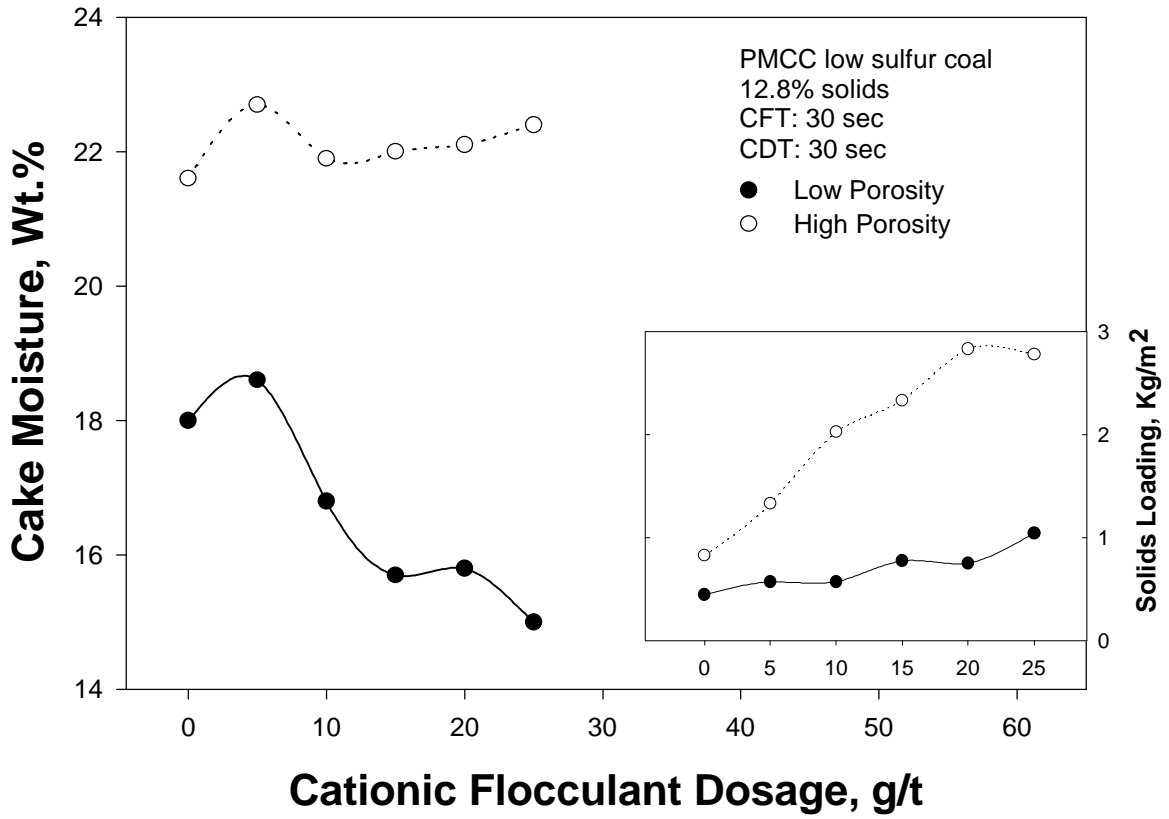 24
22
20
18
16
14
Cake Moisture, Wt.%
PMCC low sulfur coal
12.8% solids
CFT: 30 sec
CDT: 30 sec
Low Porosity
High Porosity
3
2
1
0
Solids Loading, Kg/m²
0 5 10 15 20 25
0 10 20 30 40 50 60
Cationic Flocculant Dosage, g/t